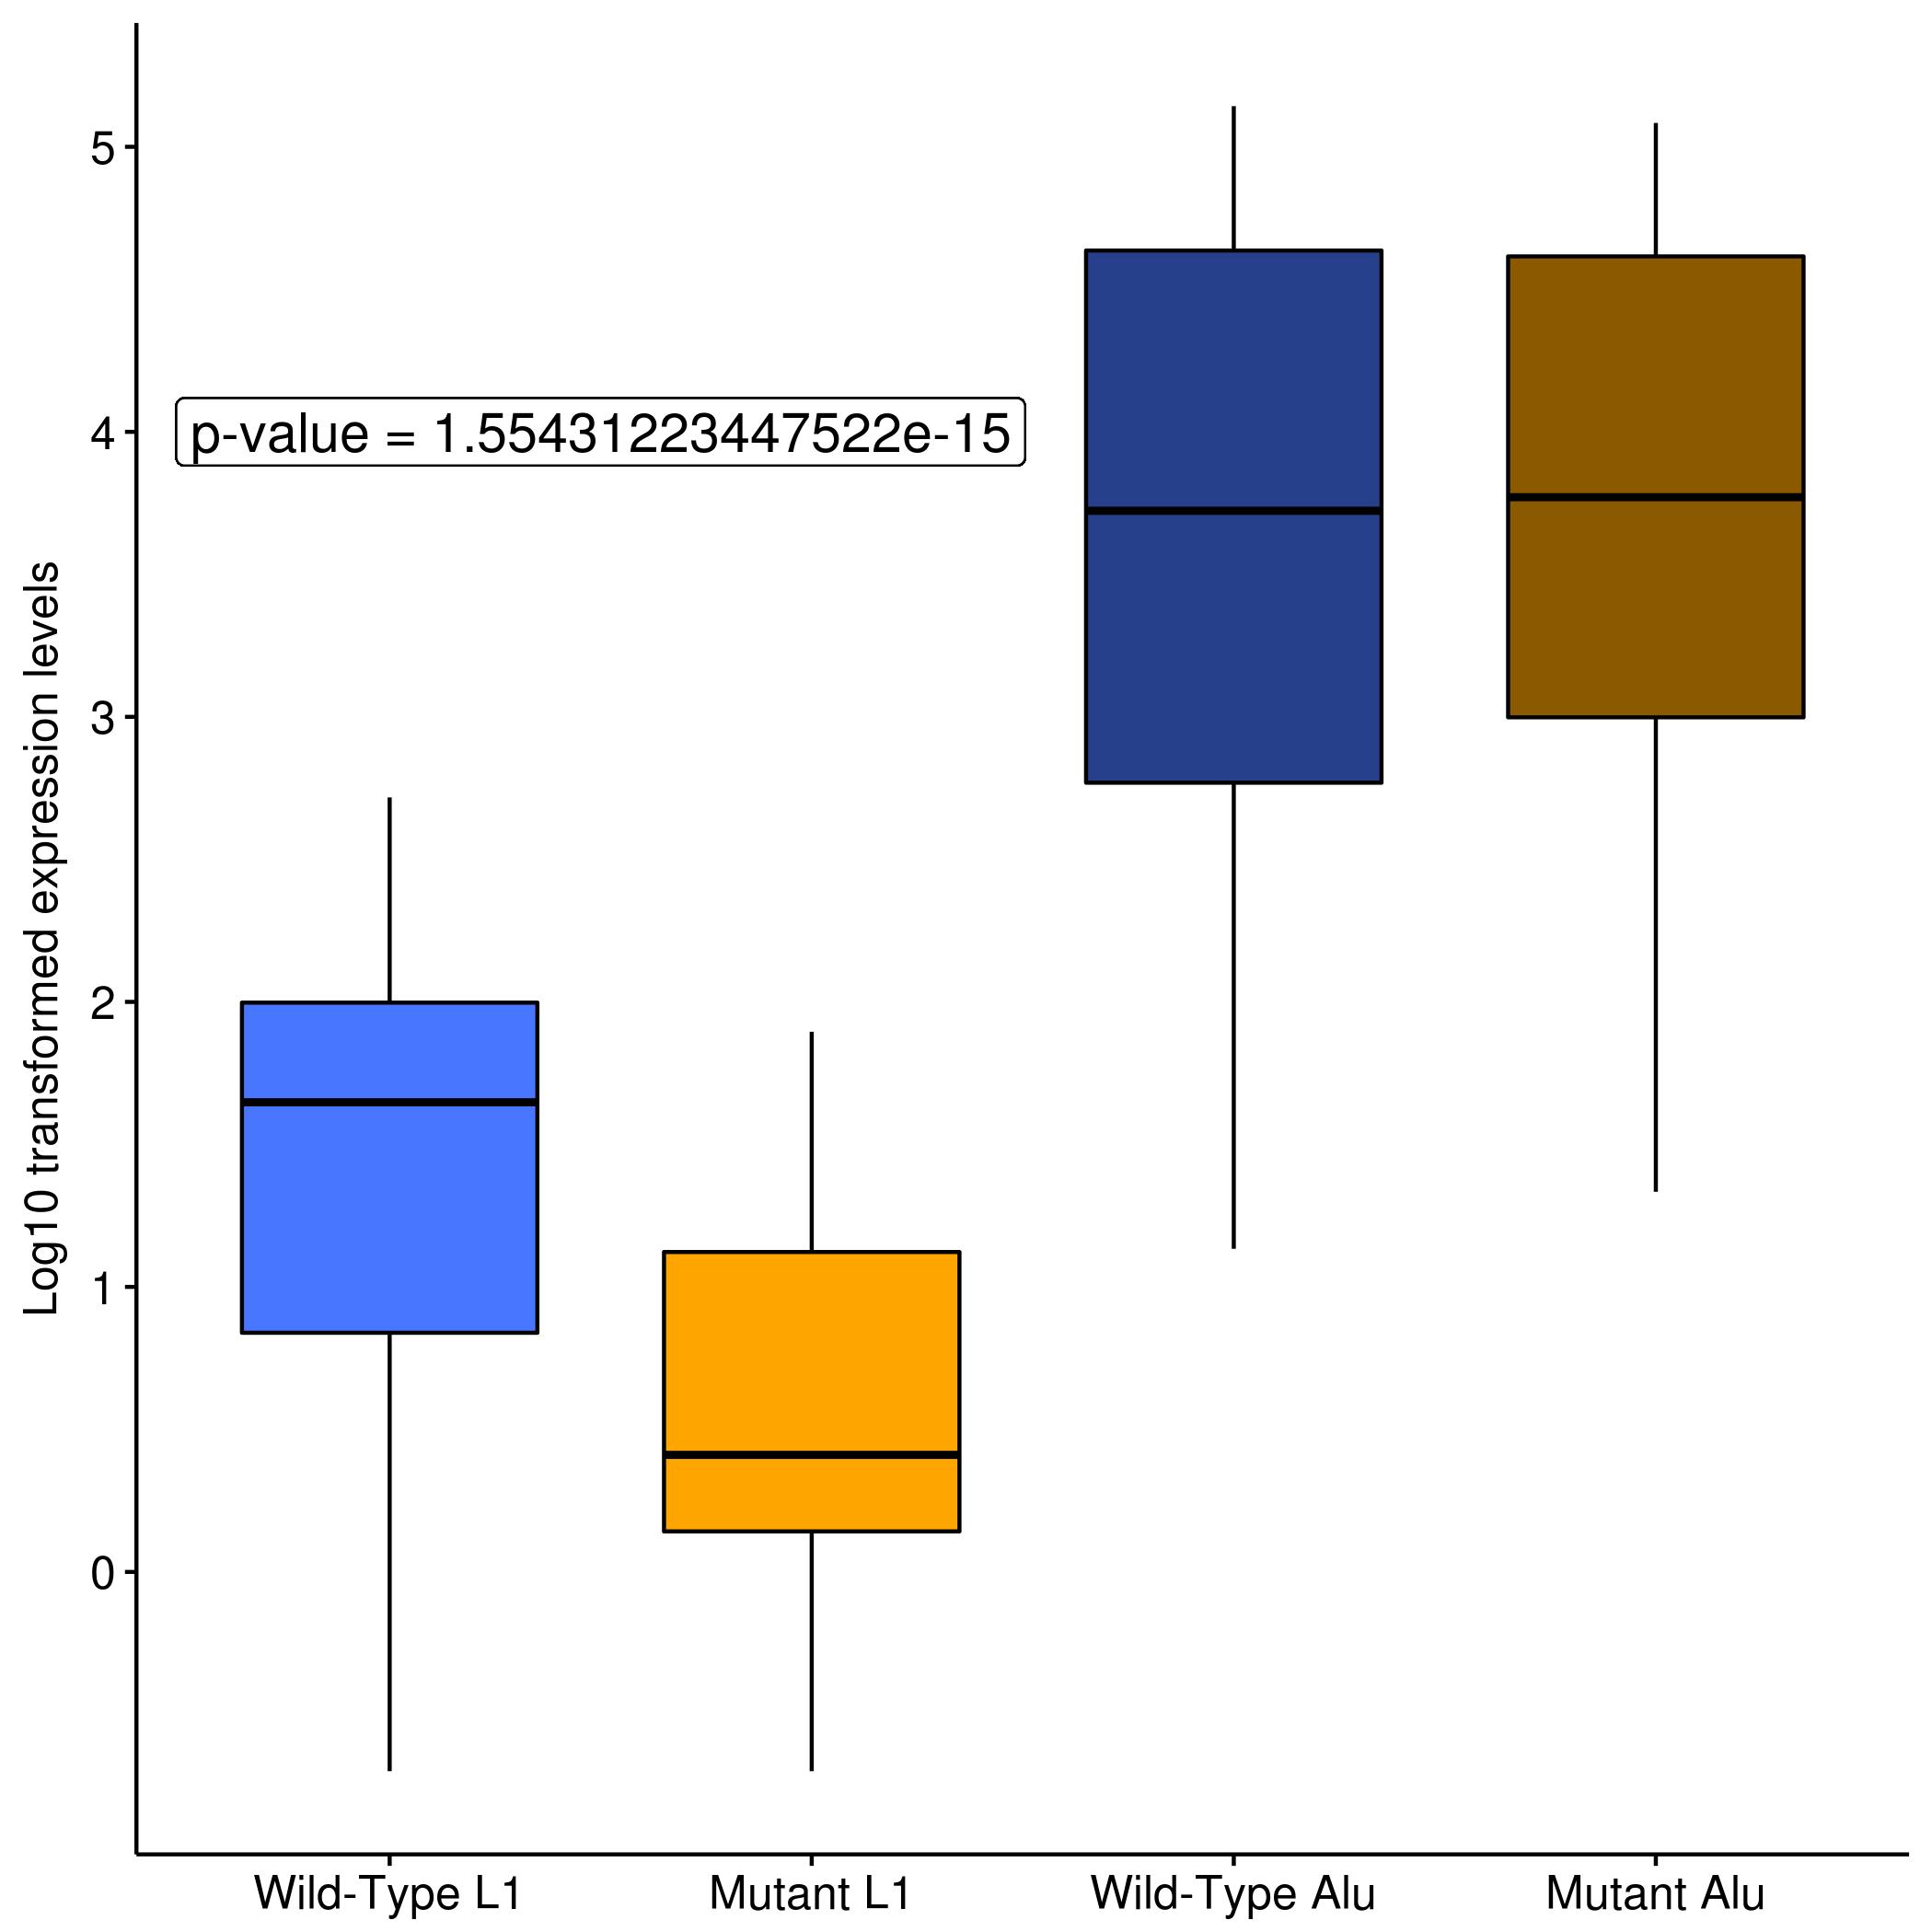 Log10 transformed expression levels
5
4
3
2
1
0
p-value = 1.55431223447522e-15
Wild-Type L1
Mutant L1
Wild-Type Alu
Mutant Alu